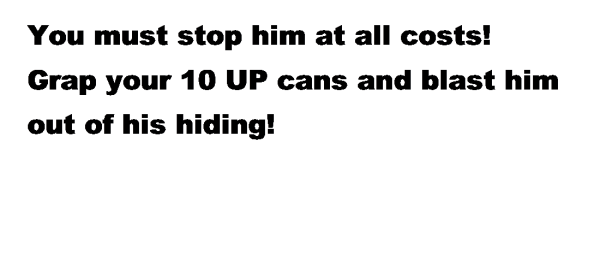 You must stop him at all costs!
Grap your 10 UP cans and blast him
out of his hiding!